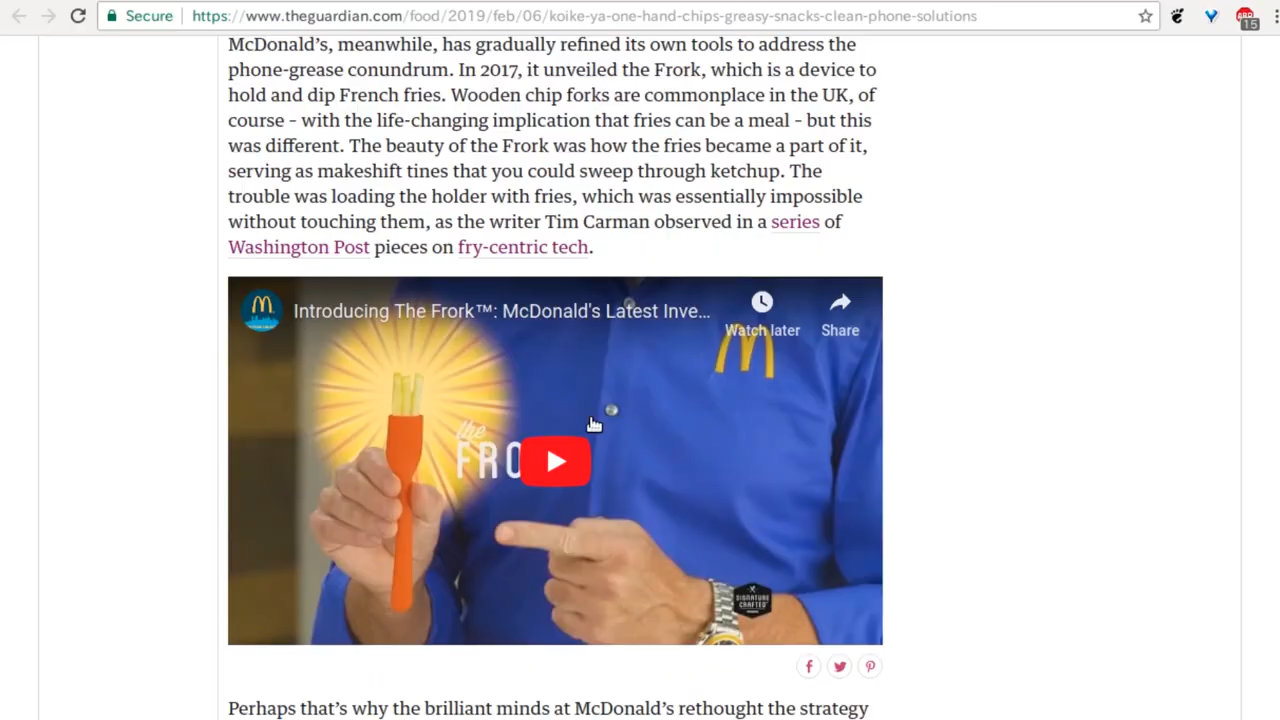 Secure
https://www.theguardian.com/food/2019/feb/06/koike-ya-one-hand-chips-greasy-snacks-clean-phone-solutions
15
McDonald’s, meanwhile, has gradually refined its own tools to address the
phone-grease conundrum. In 2017, it unveiled the Frork, which is a device to
hold and dip French fries. Wooden chip forks are commonplace in the UK, of
course – with the life-changing implication that fries can be a meal – but this
was different. The beauty of the Frork was how the fries became a part of it,
serving as makeshift tines that you could sweep through ketchup. The
trouble was loading the holder with fries, which was essentially impossible
without touching them, as the writer Tim Carman observed in a series of
Washington Post pieces on fry-centric tech.
Introducing The Frork™: McDonald's Latest Inve...
Watch later
Share
the
FRO
SIGNATURE
CRAFTED
Perhaps that’s why the brilliant minds at McDonald’s rethought the strategy